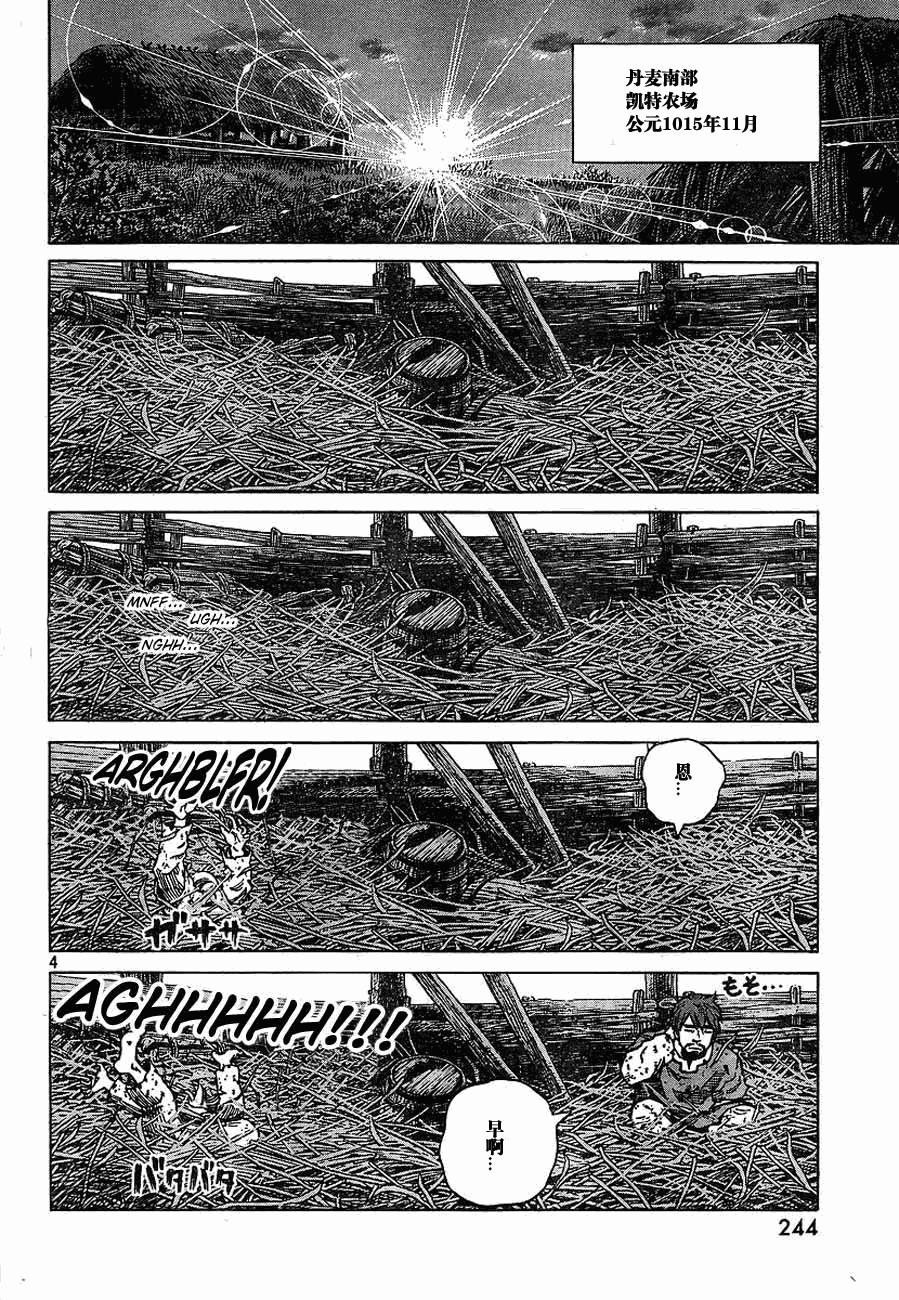 丹麦南部
凯特农场
公元1015年11月
MNFF...
UGH...
NGHH...
ARGHBLFR!
恩…
ガササ
4
AGHHHHH!!!
もそ…
早啊…
バタバタ
244